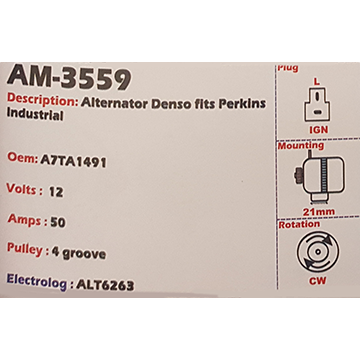 AM-3559
Description: Alternator Denso fits Perkins
Industrial
Oem: A7TA1491
Volts : 12
Amps : 50
Pulley : 4 groove
Electrolog : ALT6263
Plug
L
IGN
Mounting
21mm
Rotation
CW